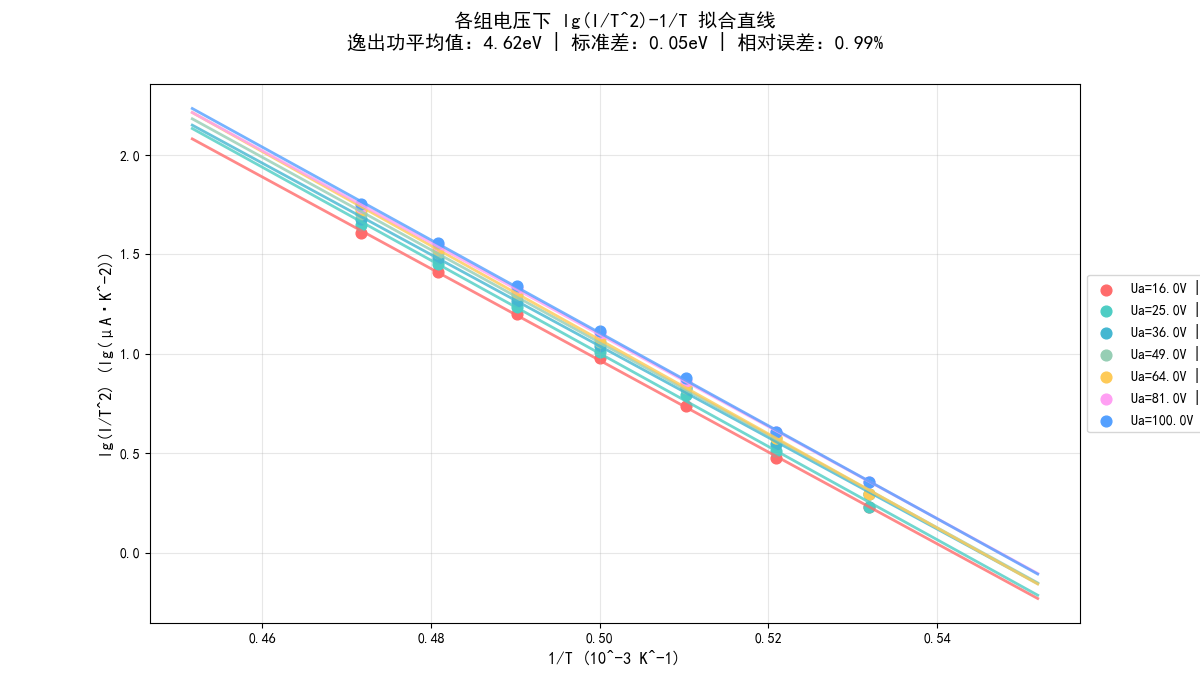 各组电压下 lg(I/T^2)-1/T 拟合直线
逸出功平均值: 4.62eV | 标准差: 0.05eV | 相对误差: 0.99%
lg(I/T^2) (lg(μA·K^-2))
2.0
1.5
1.0
0.5
0.0
0.46
0.48
0.50
0.52
0.54
1/T (10^-3 K^-1)
Ua=16.0V |
Ua=25.0V |
Ua=36.0V |
Ua=49.0V |
Ua=64.0V |
Ua=81.0V |
Ua=100.0V